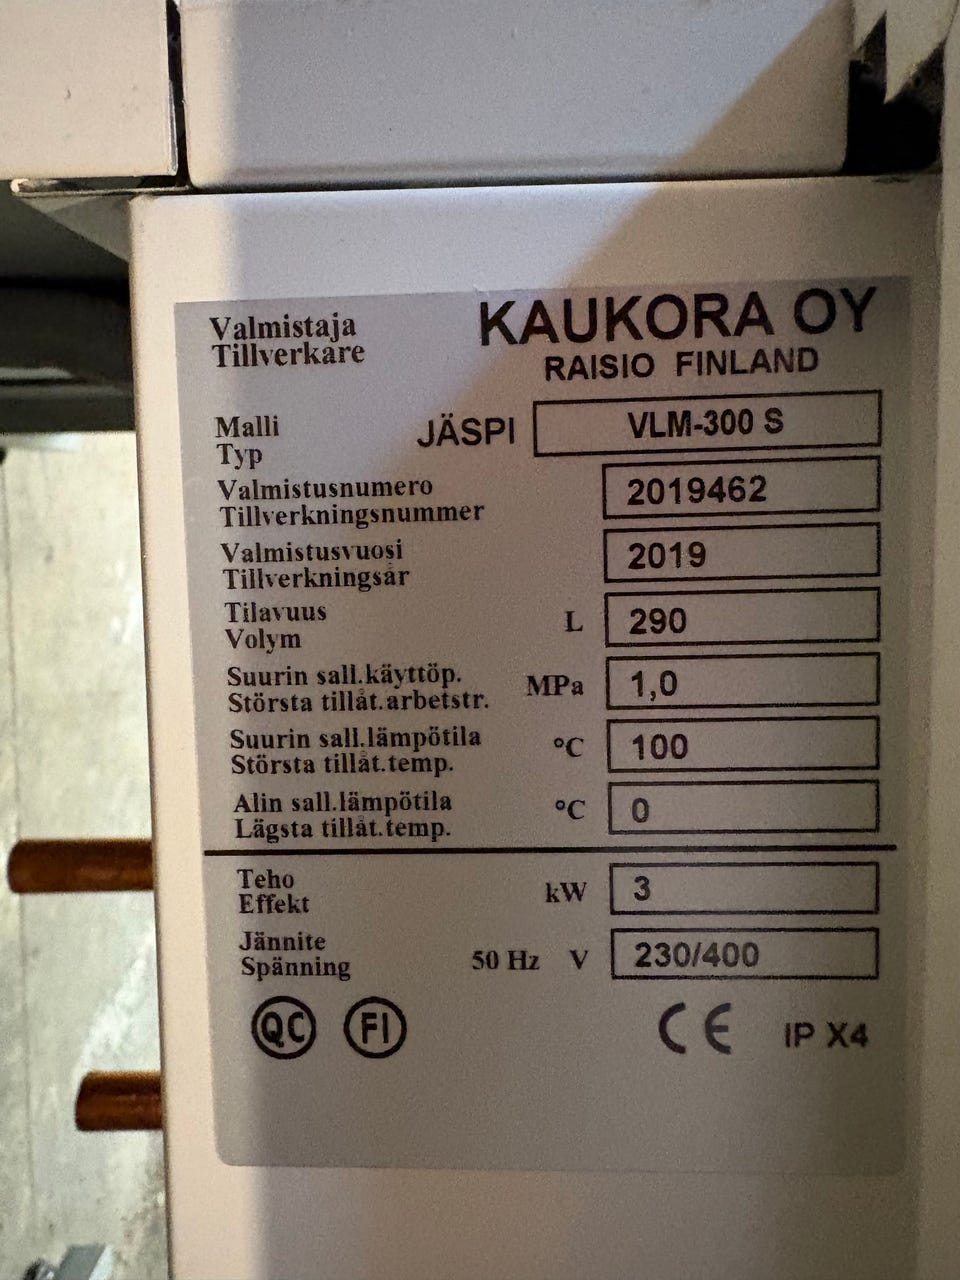 Valmistaja
Tillverkare
KAUKORA OY
RAISIO FINLAND
Malli
Typ
JÄSPI VLM-300 S
Valmistusnumero
Tillverkningsnummer
2019462
Valmistusvuosi
Tillverkningsår
2019
Tilavuus
Volym
L 290
Suurin sall.käyttöp.
Största tillåt.arbetstr.
MPa 1,0
Suurin sall.lämpötila
Största tillåt.temp.
°C 100
Alin sall.lämpötila
Lägsta tillåt.temp.
°C 0
Teho
Effekt
kW 3
Jännite
Spänning
50 Hz V 230/400
QC FI CE IP X4